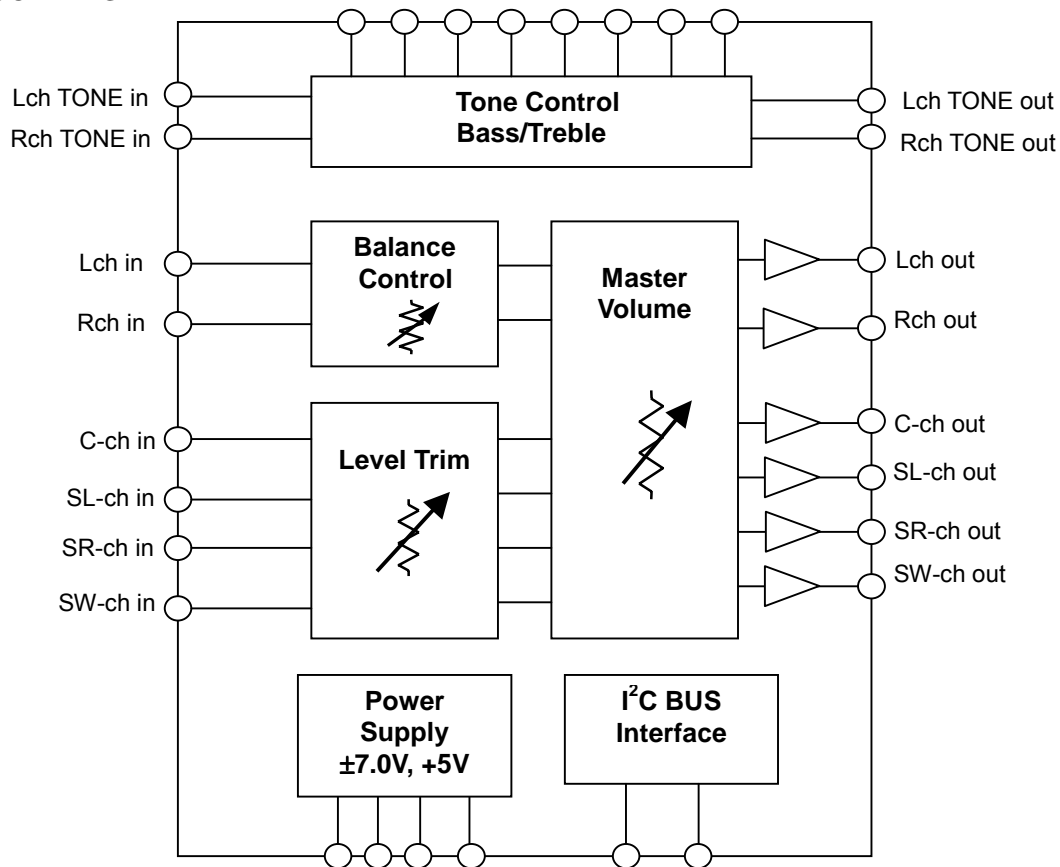 Lch TONE in
Rch TONE in
Tone Control
Bass/Treble
Lch TONE out
Rch TONE out
Lch in
Rch in
Balance
Control
Master
Volume
Lch out
Rch out
C-ch in
SL-ch in
SR-ch in
SW-ch in
Level Trim
C-ch out
SL-ch out
SR-ch out
SW-ch out
Power
Supply
±7.0V, +5V
I²C BUS
Interface